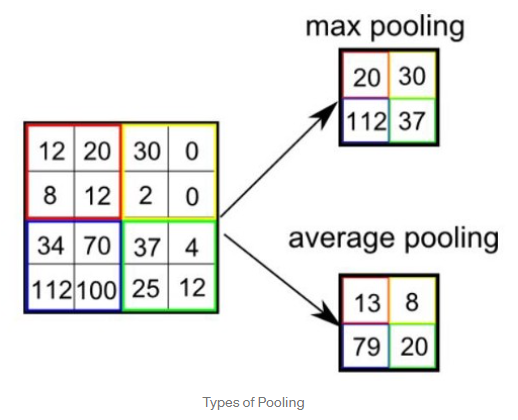 max pooling
20 30
112 37
12 20 30 0
8 12 2 0
34 70 37 4
112 100 25 12
average pooling
13 8
79 20
Types of Pooling